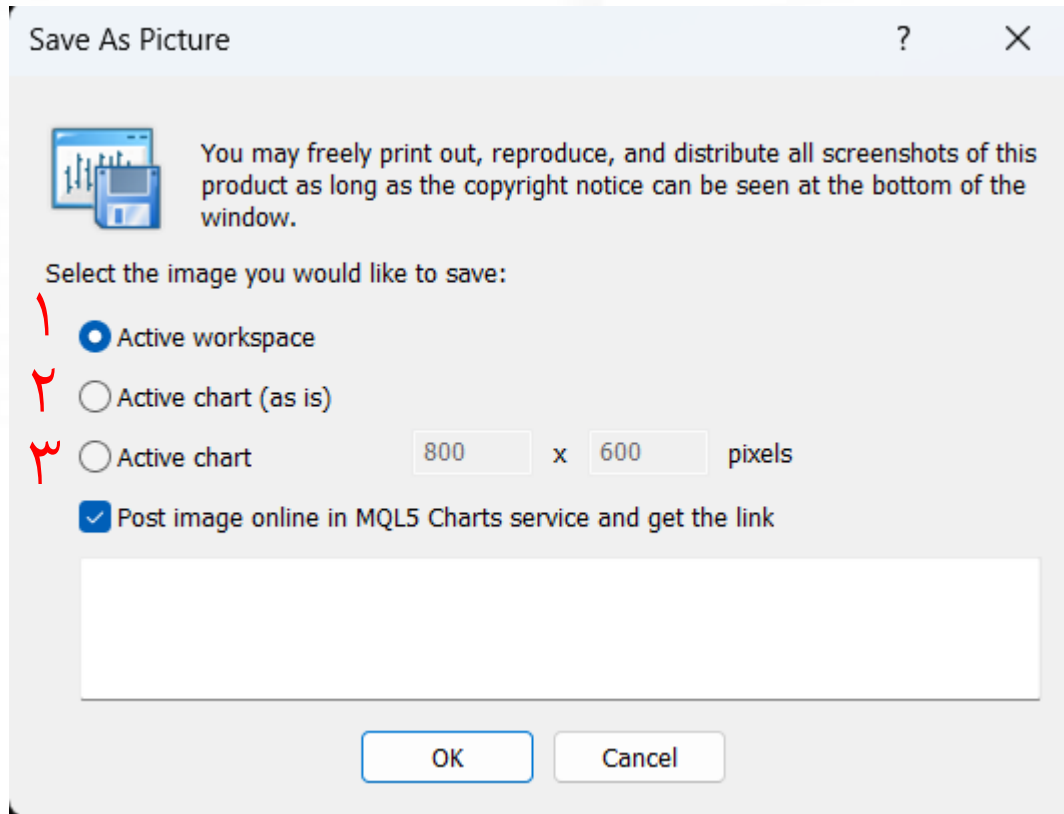 Save As Picture ?
You may freely print out, reproduce, and distribute all screenshots of this
product as long as the copyright notice can be seen at the bottom of the
window.
Select the image you would like to save:
۱ Active workspace
۲ Active chart (as is)
۳ Active chart 800 x 600 pixels
Post image online in MQL5 Charts service and get the link
OK Cancel